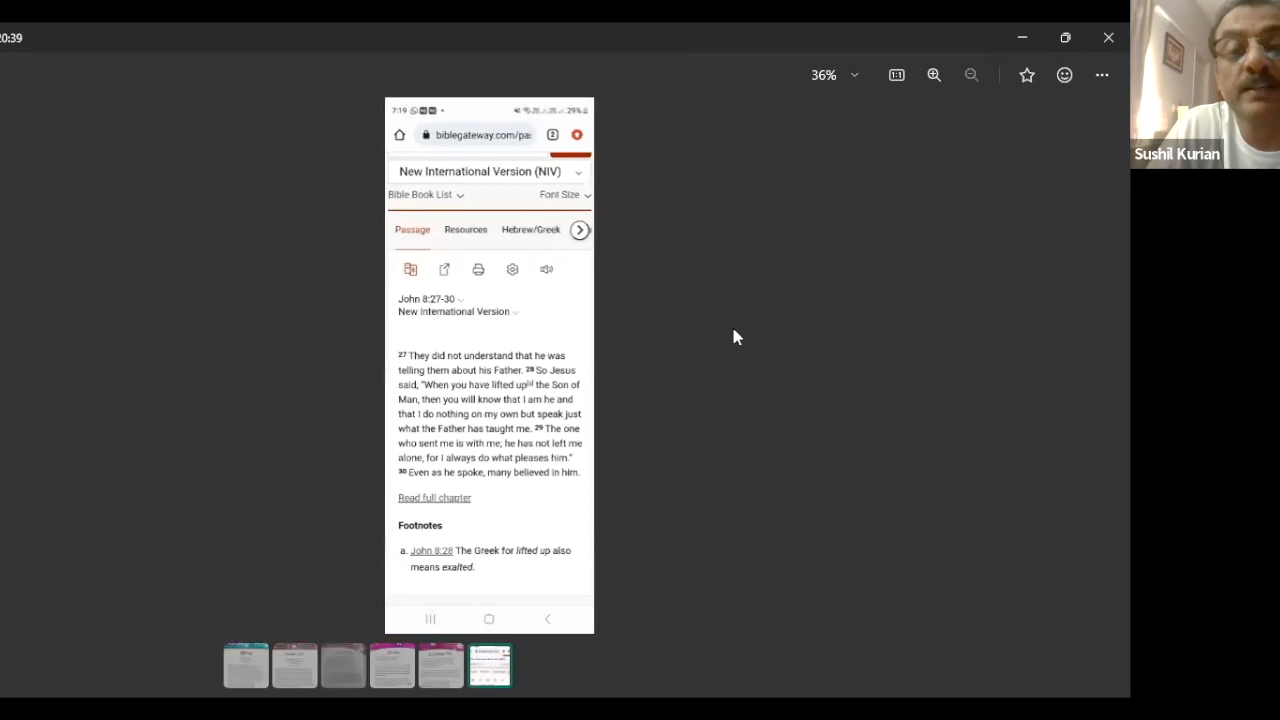 20:39
36%
7:19
29%
biblegateway.com/pa
2
New International Version (NIV)
Bible Book List
Font Size
Passage
Resources
Hebrew/Greek
John 8:27-30
New International Version
27 They did not understand that he was
telling them about his Father. 28 So Jesus
said, "When you have lifted up[a] the Son of
Man, then you will know that I am he and
that I do nothing on my own but speak just
what the Father has taught me. 29 The one
who sent me is with me; he has not left me
alone, for I always do what pleases him."
30 Even as he spoke, many believed in him.
Read full chapter
Footnotes
a. John 8:28 The Greek for lifted up also
means exalted.
Sushil Kurian